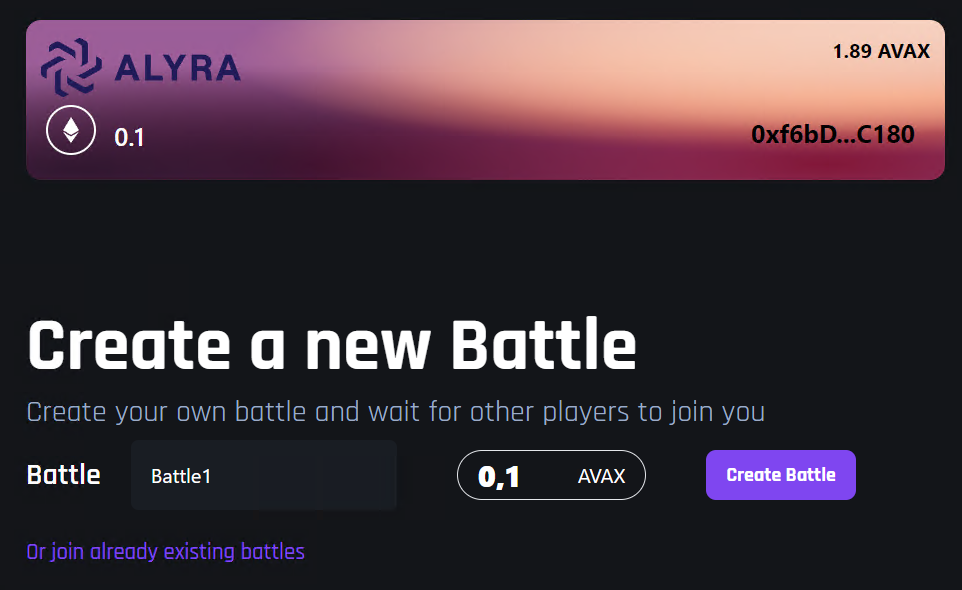 ALYRA
1.89 AVAX
0.1
0xf6bD...C180
Create a new Battle
Create your own battle and wait for other players to join you
Battle
Battle1
0,1
AVAX
Create Battle
Or join already existing battles